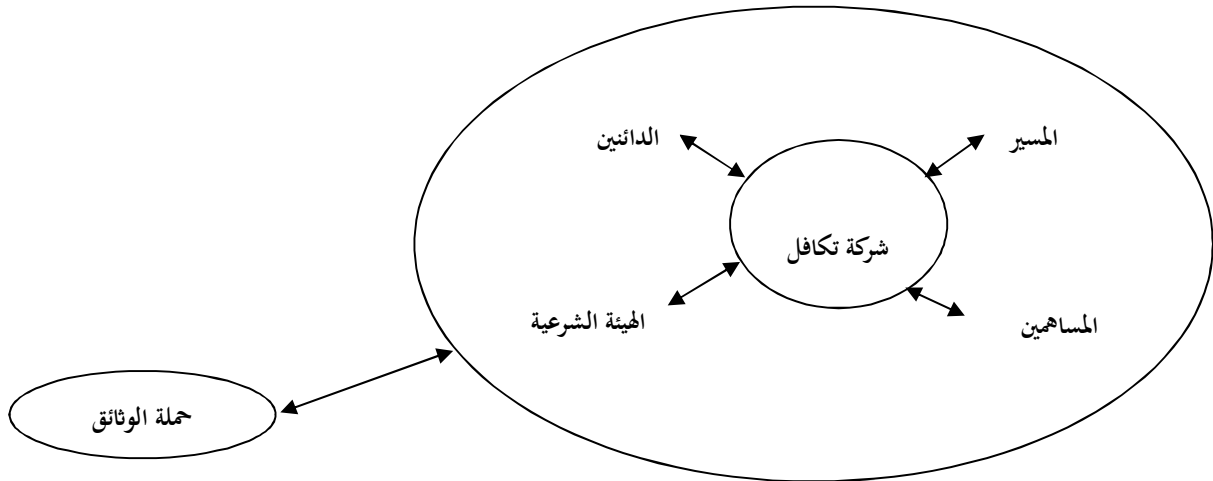 المسير
الدائنين
شركة تكافل
المساهمين
الهيئة الشرعية
حملة الوثائق